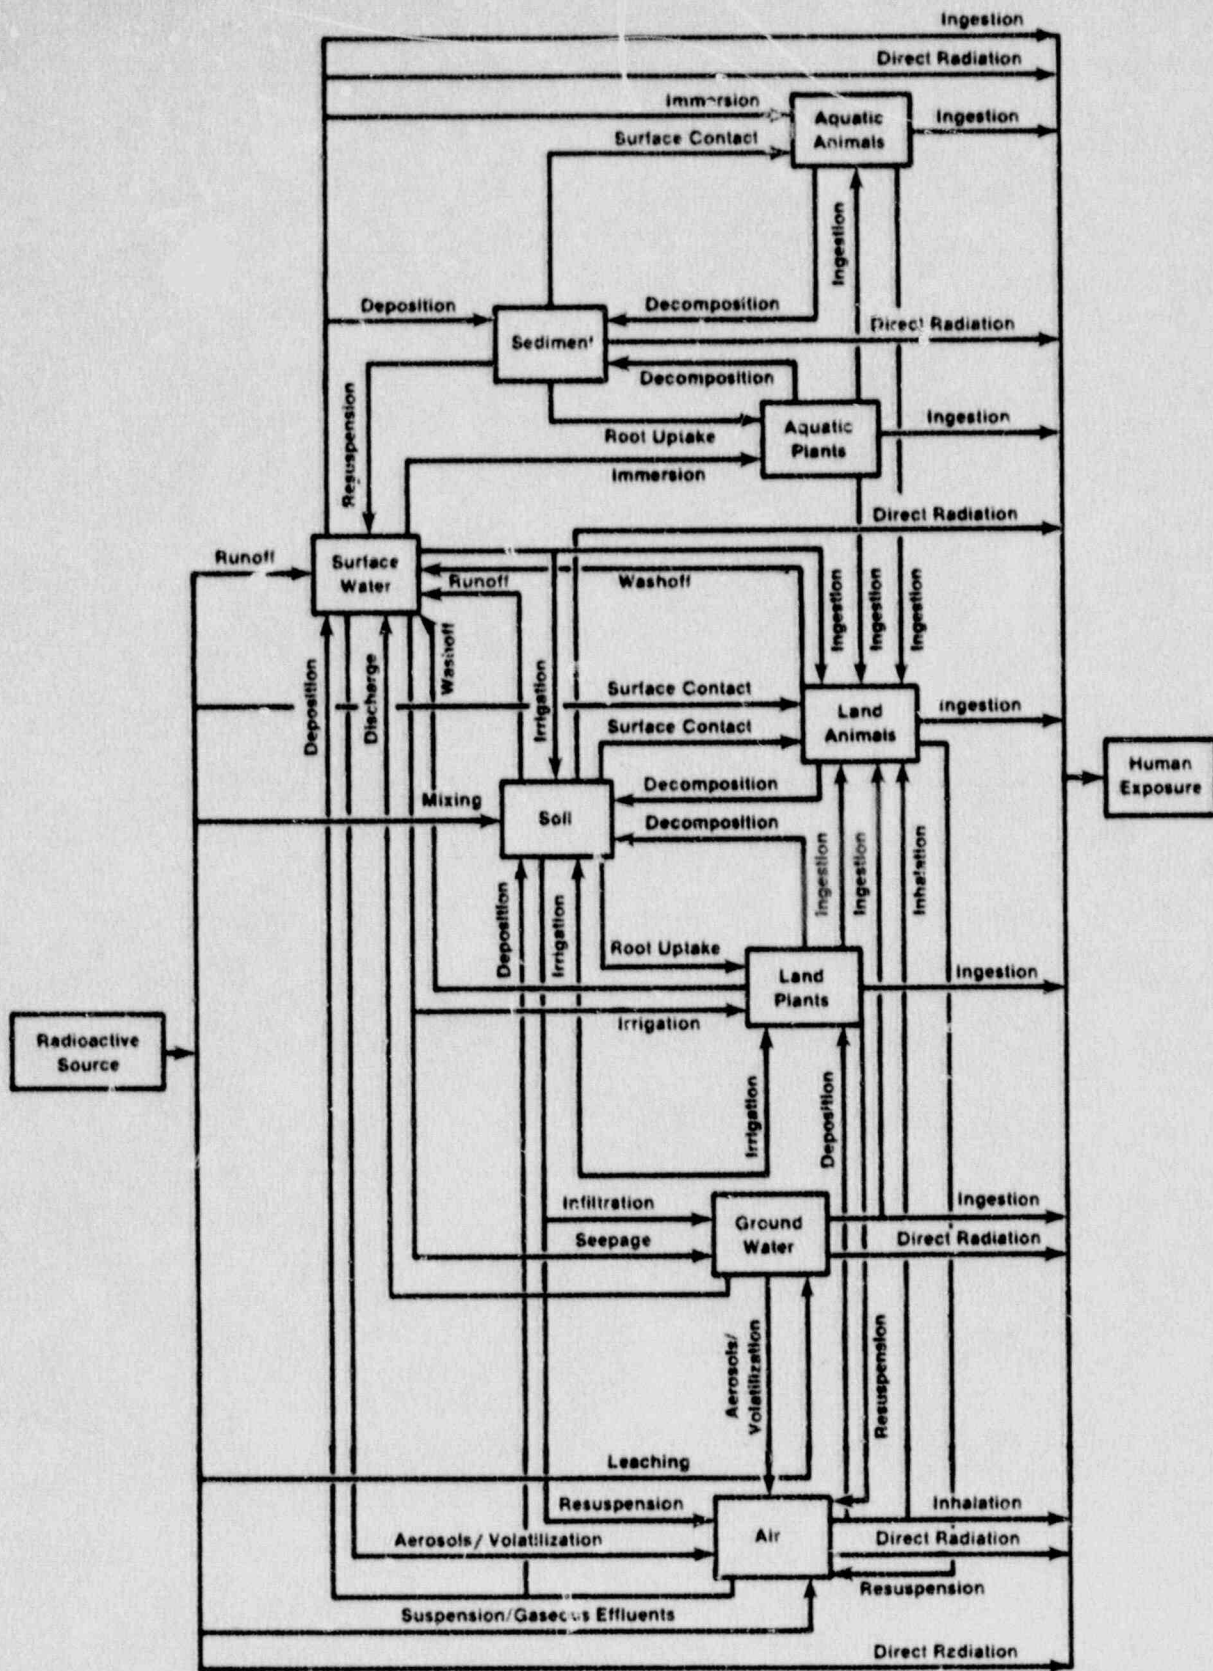 Ingestion
Direct Radiation
Immersion
Aquatic
Animals
Ingestion
Surface Contact
Ingestion
Deposition
Decomposition
Sediment
Direct Radiation
Decomposition
Resuspension
Root Uptake
Aquatic
Plants
Ingestion
Immersion
Direct Radiation
Runoff
Surface
Water
Runoff
Washoff
Ingestion
Ingestion
Ingestion
Washoff
Deposition
Discharge
Irrigation
Surface Contact
Surface Contact
Land
Animals
Ingestion
Human
Exposure
Decomposition
Mixing
Soil
Decomposition
Ingestion
Ingestion
Inhalation
Deposition
Irrigation
Root Uptake
Land
Plants
Ingestion
Irrigation
Radioactive
Source
Irrigation
Deposition
Infiltration
Ground
Water
Ingestion
Seepage
Direct Radiation
Aerosols/
Volatilization
Resuspension
Leaching
Resuspension
Air
Inhalation
Aerosols/ Volatilization
Direct Radiation
Resuspension
Suspension/Gaseous Effluents
Direct Radiation